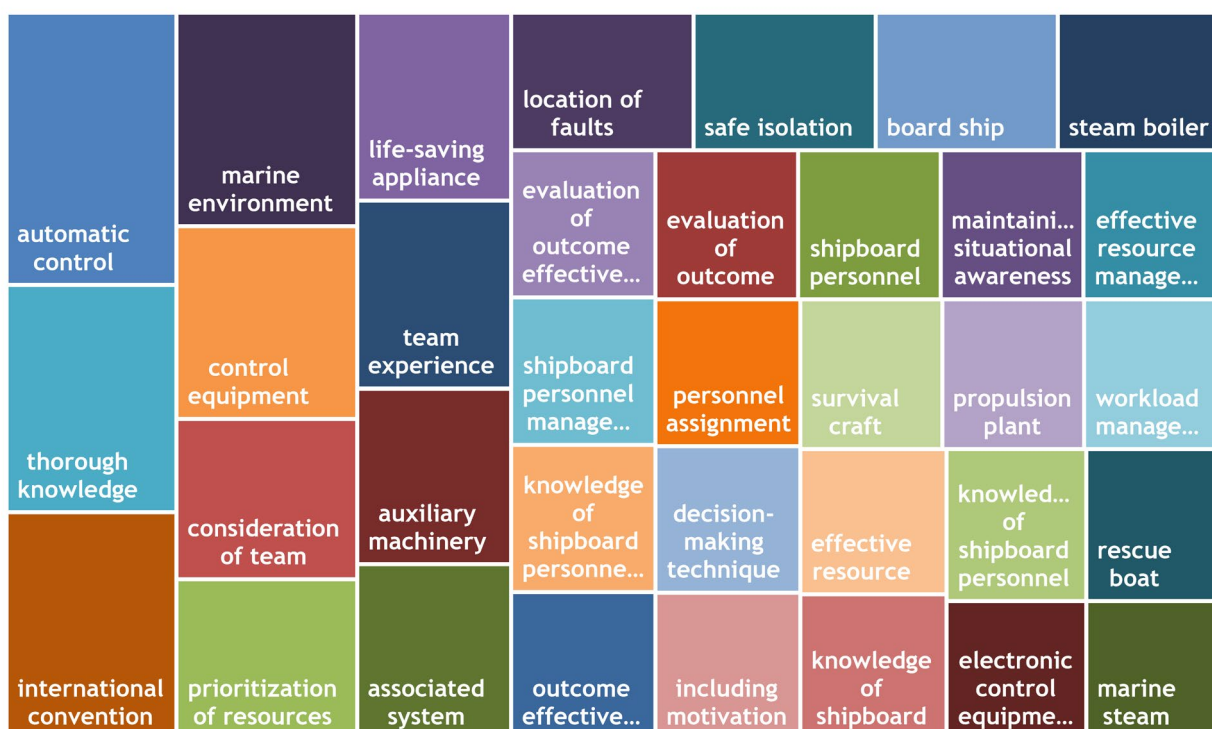 automatic
control
thorough
knowledge
international
convention
marine
environment
control
equipment
consideration
of team
prioritization
of resources
life-saving
appliance
team
experience
auxiliary
machinery
associated
system
location of
faults
safe isolation
board ship
steam boiler
evaluation
of
outcome
effective…
evaluation
of
outcome
shipboard
personnel
maintaini…
situational
awareness
effective
resource
manage…
shipboard
personnel
manage…
personnel
assignment
survival
craft
propulsion
plant
workload
manage…
knowledge
of
shipboard
personne…
decision-
making
technique
effective
resource
knowled…
of
shipboard
personnel
rescue
boat
outcome
effective…
including
motivation
knowledge
of
shipboard
electronic
control
equipme…
marine
steam